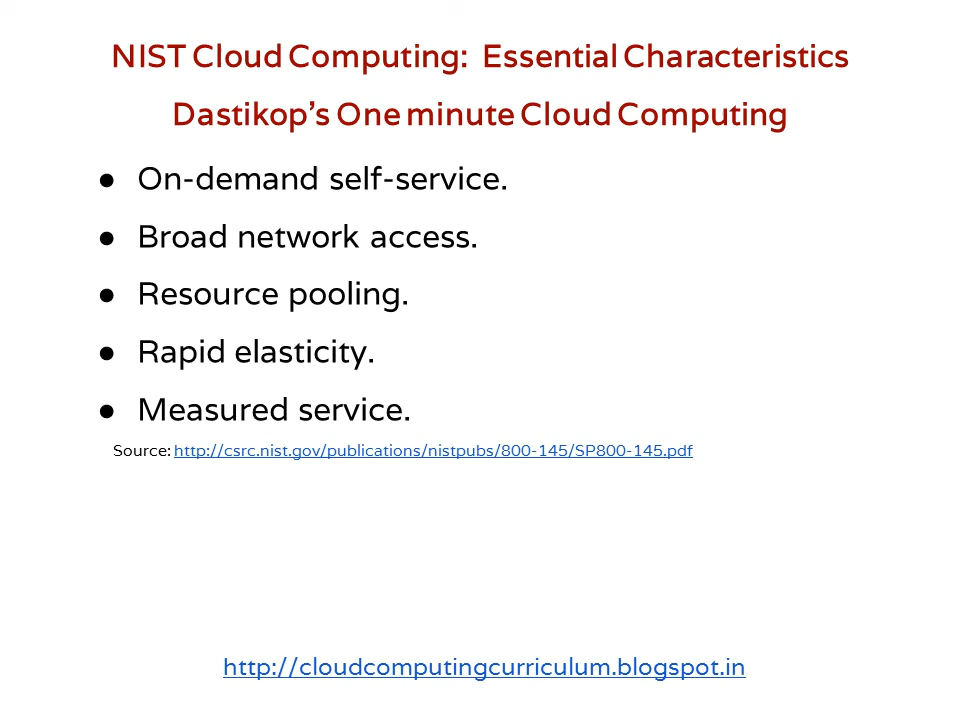 NIST Cloud Computing: Essential Characteristics
Dastikop’s One minute Cloud Computing
● On-demand self-service.
● Broad network access.
● Resource pooling.
● Rapid elasticity.
● Measured service.
Source: http://csrc.nist.gov/publications/nistpubs/800-145/SP800-145.pdf
http://cloudcomputingcurriculum.blogspot.in